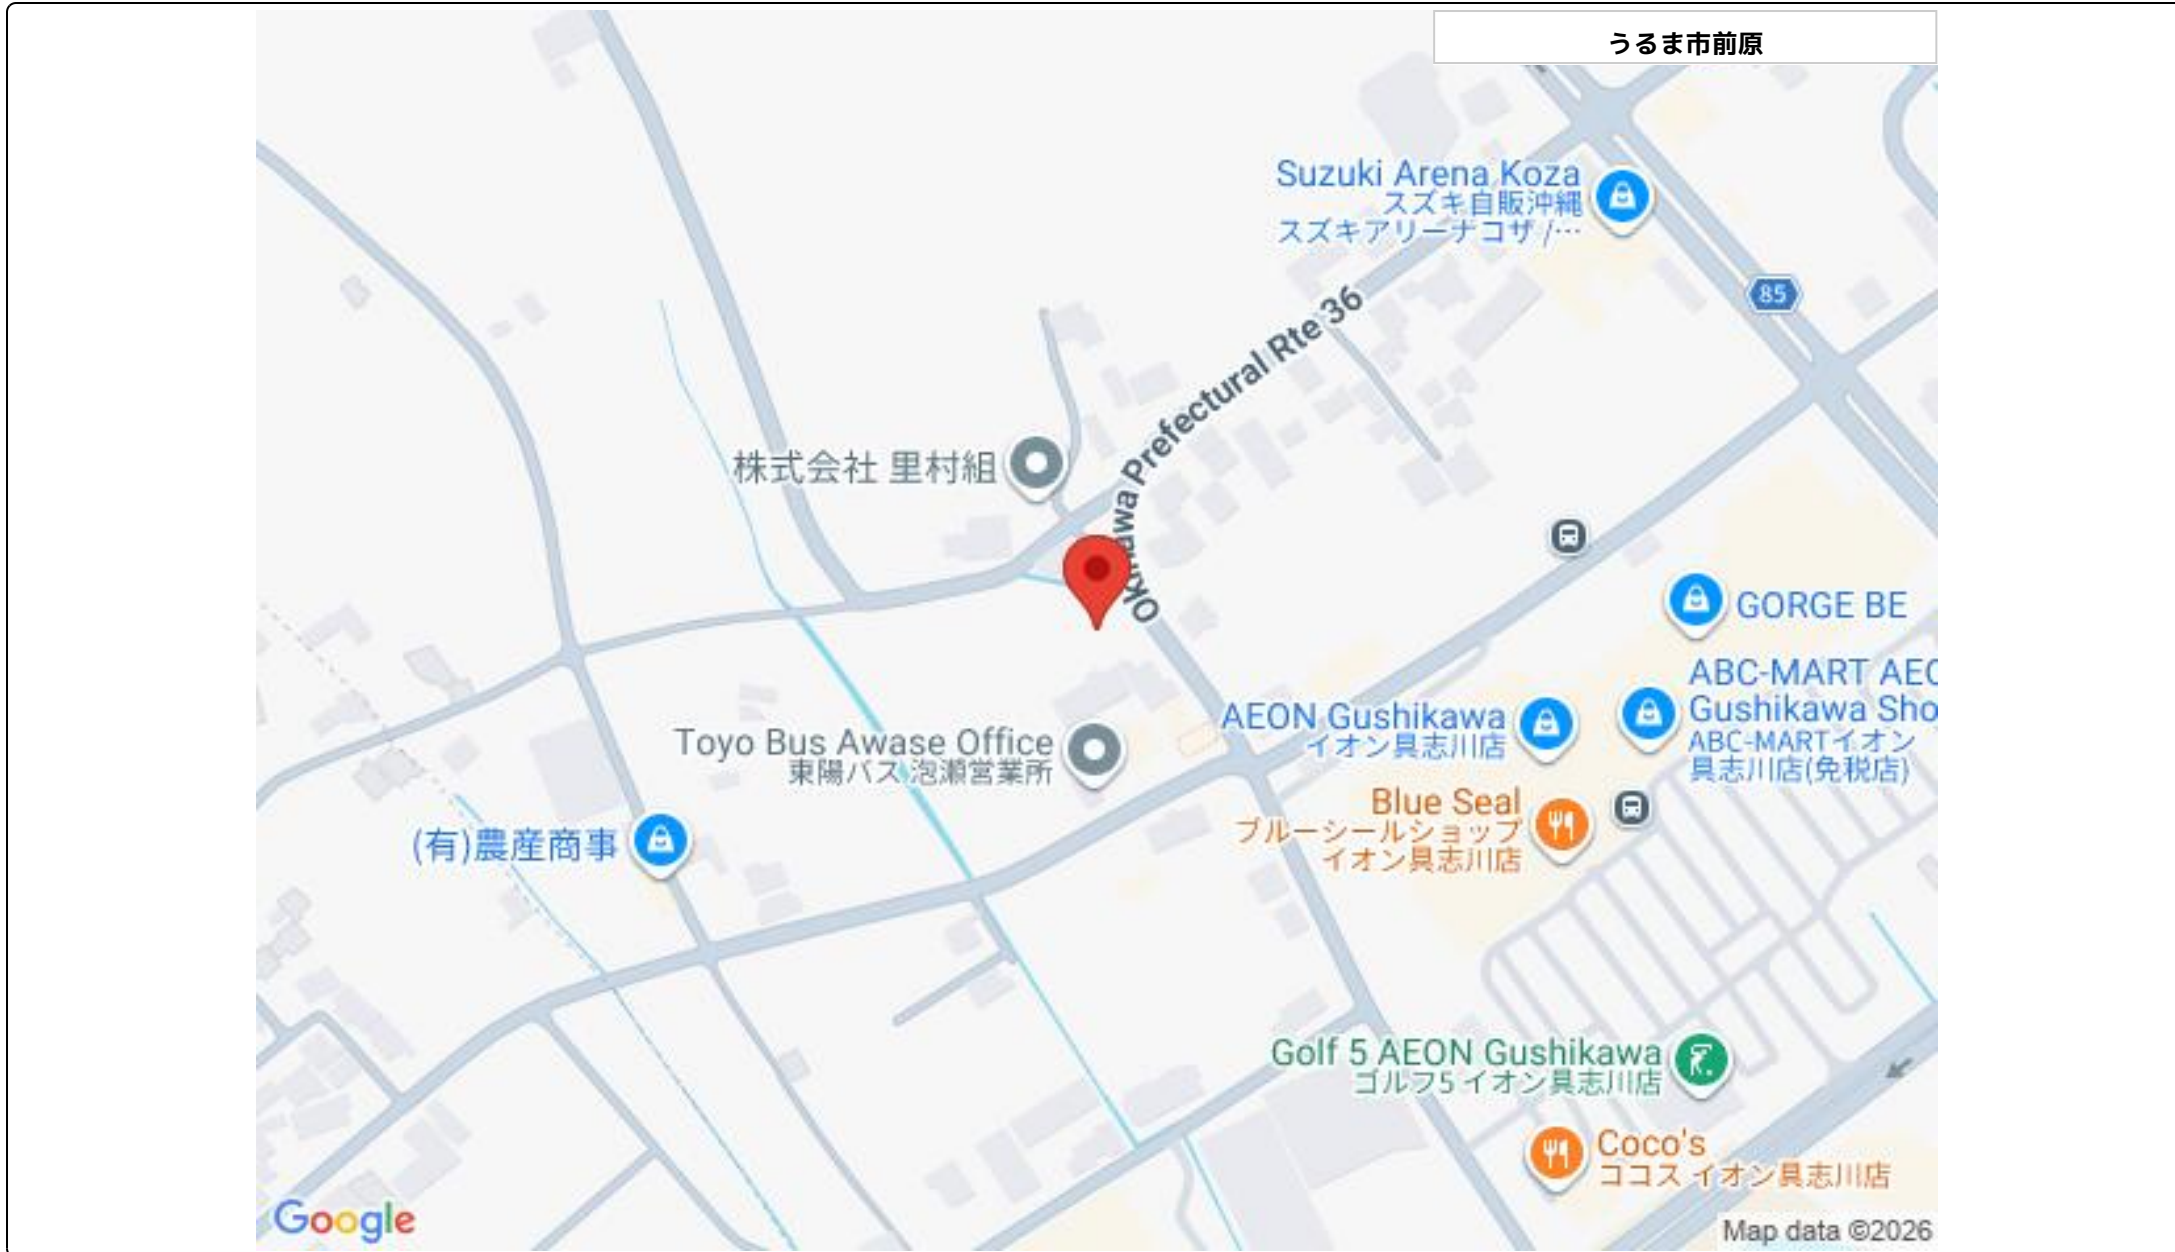 うるま市前原
Suzuki Arena Koza
スズキ自販沖縄
スズキアリーナコザ /…
85
Okinawa Prefectural Rte 36
株式会社 里村組
GORGE BE
ABC-MART AEO
Gushikawa Sho
ABC-MARTイオン
具志川店(免税店)
AEON Gushikawa
イオン具志川店
Toyo Bus Awase Office
東陽バス 泡瀬営業所
Blue Seal
ブルーシールショップ
イオン具志川店
(有)農産商事
Golf 5 AEON Gushikawa
ゴルフ5 イオン具志川店
Coco's
ココス イオン具志川店
Google
Map data ©2026